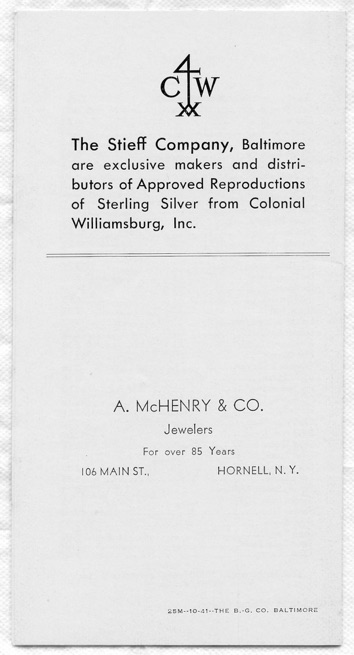 C4W
The Stieff Company, Baltimore
are exclusive makers and distri-
butors of Approved Reproductions
of Sterling Silver from Colonial
Williamsburg, Inc.
A. McHENRY & CO.
Jewelers
For over 85 Years
106 MAIN ST., HORNELL, N. Y.
25M--10-41--THE B.-G. CO. BALTIMORE